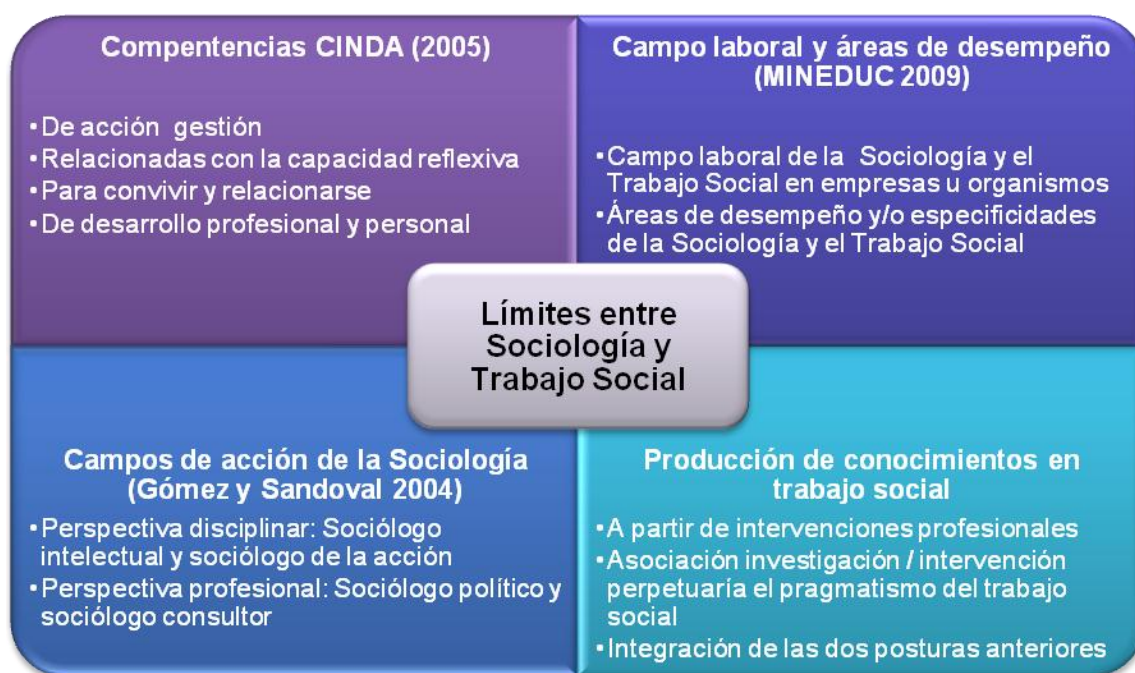 Compentencias CINDA (2005)
•De acción  gestión
•Relacionadas con la capacidad reflexiva
•Para convivir y relacionarse
•De desarrollo profesional y personal
Campo laboral y áreas de desempeño
(MINEDUC 2009)
•Campo laboral de la  Sociología y el
Trabajo Social en empresas u organismos
•Áreas de desempeño y/o especificidades
de la Sociología y el Trabajo Social
Límites entre
Sociología y
Trabajo Social
Campos de acción de la Sociología
(Gómez y Sandoval 2004)
•Perspectiva disciplinar: Sociólogo
intelectual y sociólogo de la acción
•Perspectiva profesional: Sociólogo político y
sociólogo consultor
Producción de conocimientos en
trabajo social
•A partir de intervenciones profesionales
•Asociación investigación / intervención
perpetuaría el pragmatismo del trabajo
social
•Integración de las dos posturas anteriores